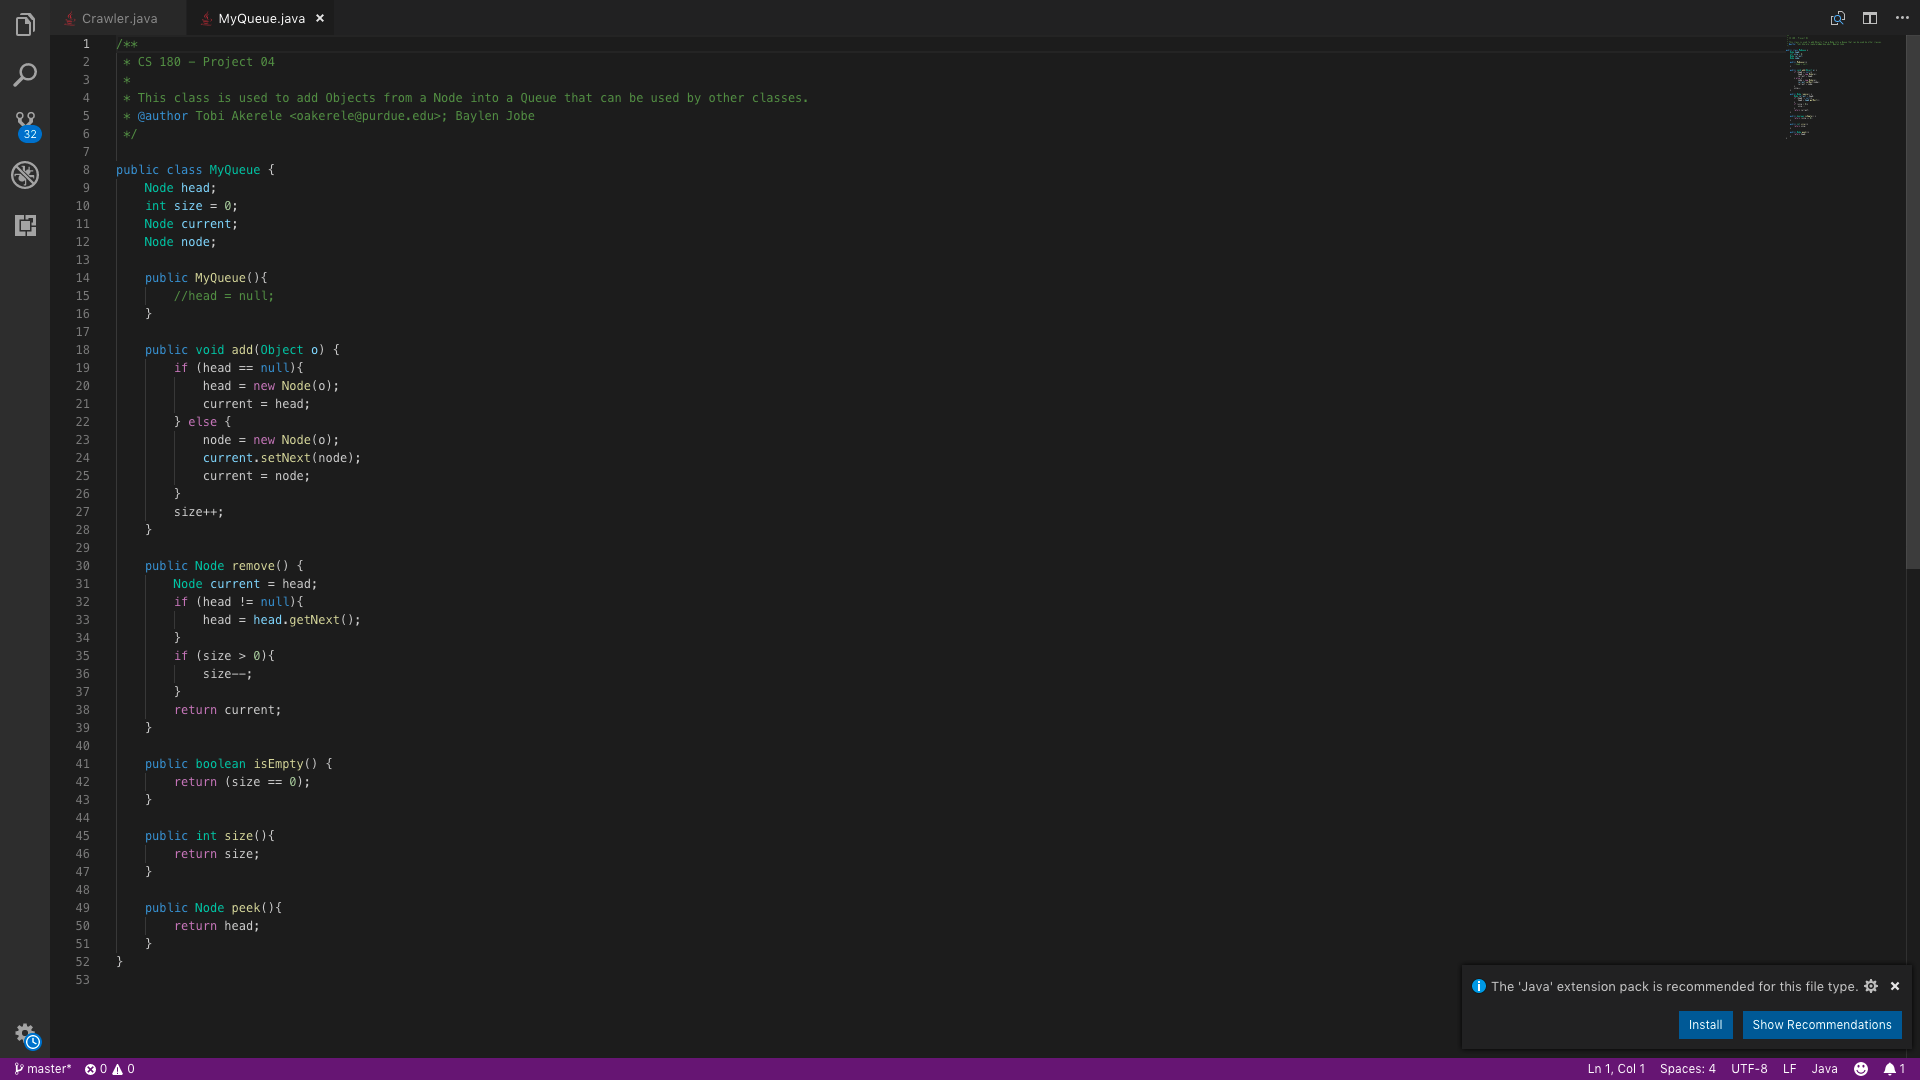 Crawler.java
MyQueue.java
1 /**
2 * CS 180 - Project 04
3 *
4 * This class is used to add Objects from a Node into a Queue that can be used by other classes.
5 * @author Tobi Akerele <oakerele@purdue.edu>; Baylen Jobe
6 */
7
8 public class MyQueue {
9 Node head;
10 int size = 0;
11 Node current;
12 Node node;
13
14 public MyQueue(){
15 //head = null;
16 }
17
18 public void add(Object o) {
19 if (head == null){
20 head = new Node(o);
21 current = head;
22 } else {
23 node = new Node(o);
24 current.setNext(node);
25 current = node;
26 }
27 size++;
28 }
29
30 public Node remove() {
31 Node current = head;
32 if (head != null){
33 head = head.getNext();
34 }
35 if (size > 0){
36 size--;
37 }
38 return current;
39 }
40
41 public boolean isEmpty() {
42 return (size == 0);
43 }
44
45 public int size(){
46 return size;
47 }
48
49 public Node peek(){
50 return head;
51 }
52 }
53
32
The 'Java' extension pack is recommended for this file type.
Install
Show Recommendations
master* 0 0 Ln 1, Col 1 Spaces: 4 UTF-8 LF Java 1